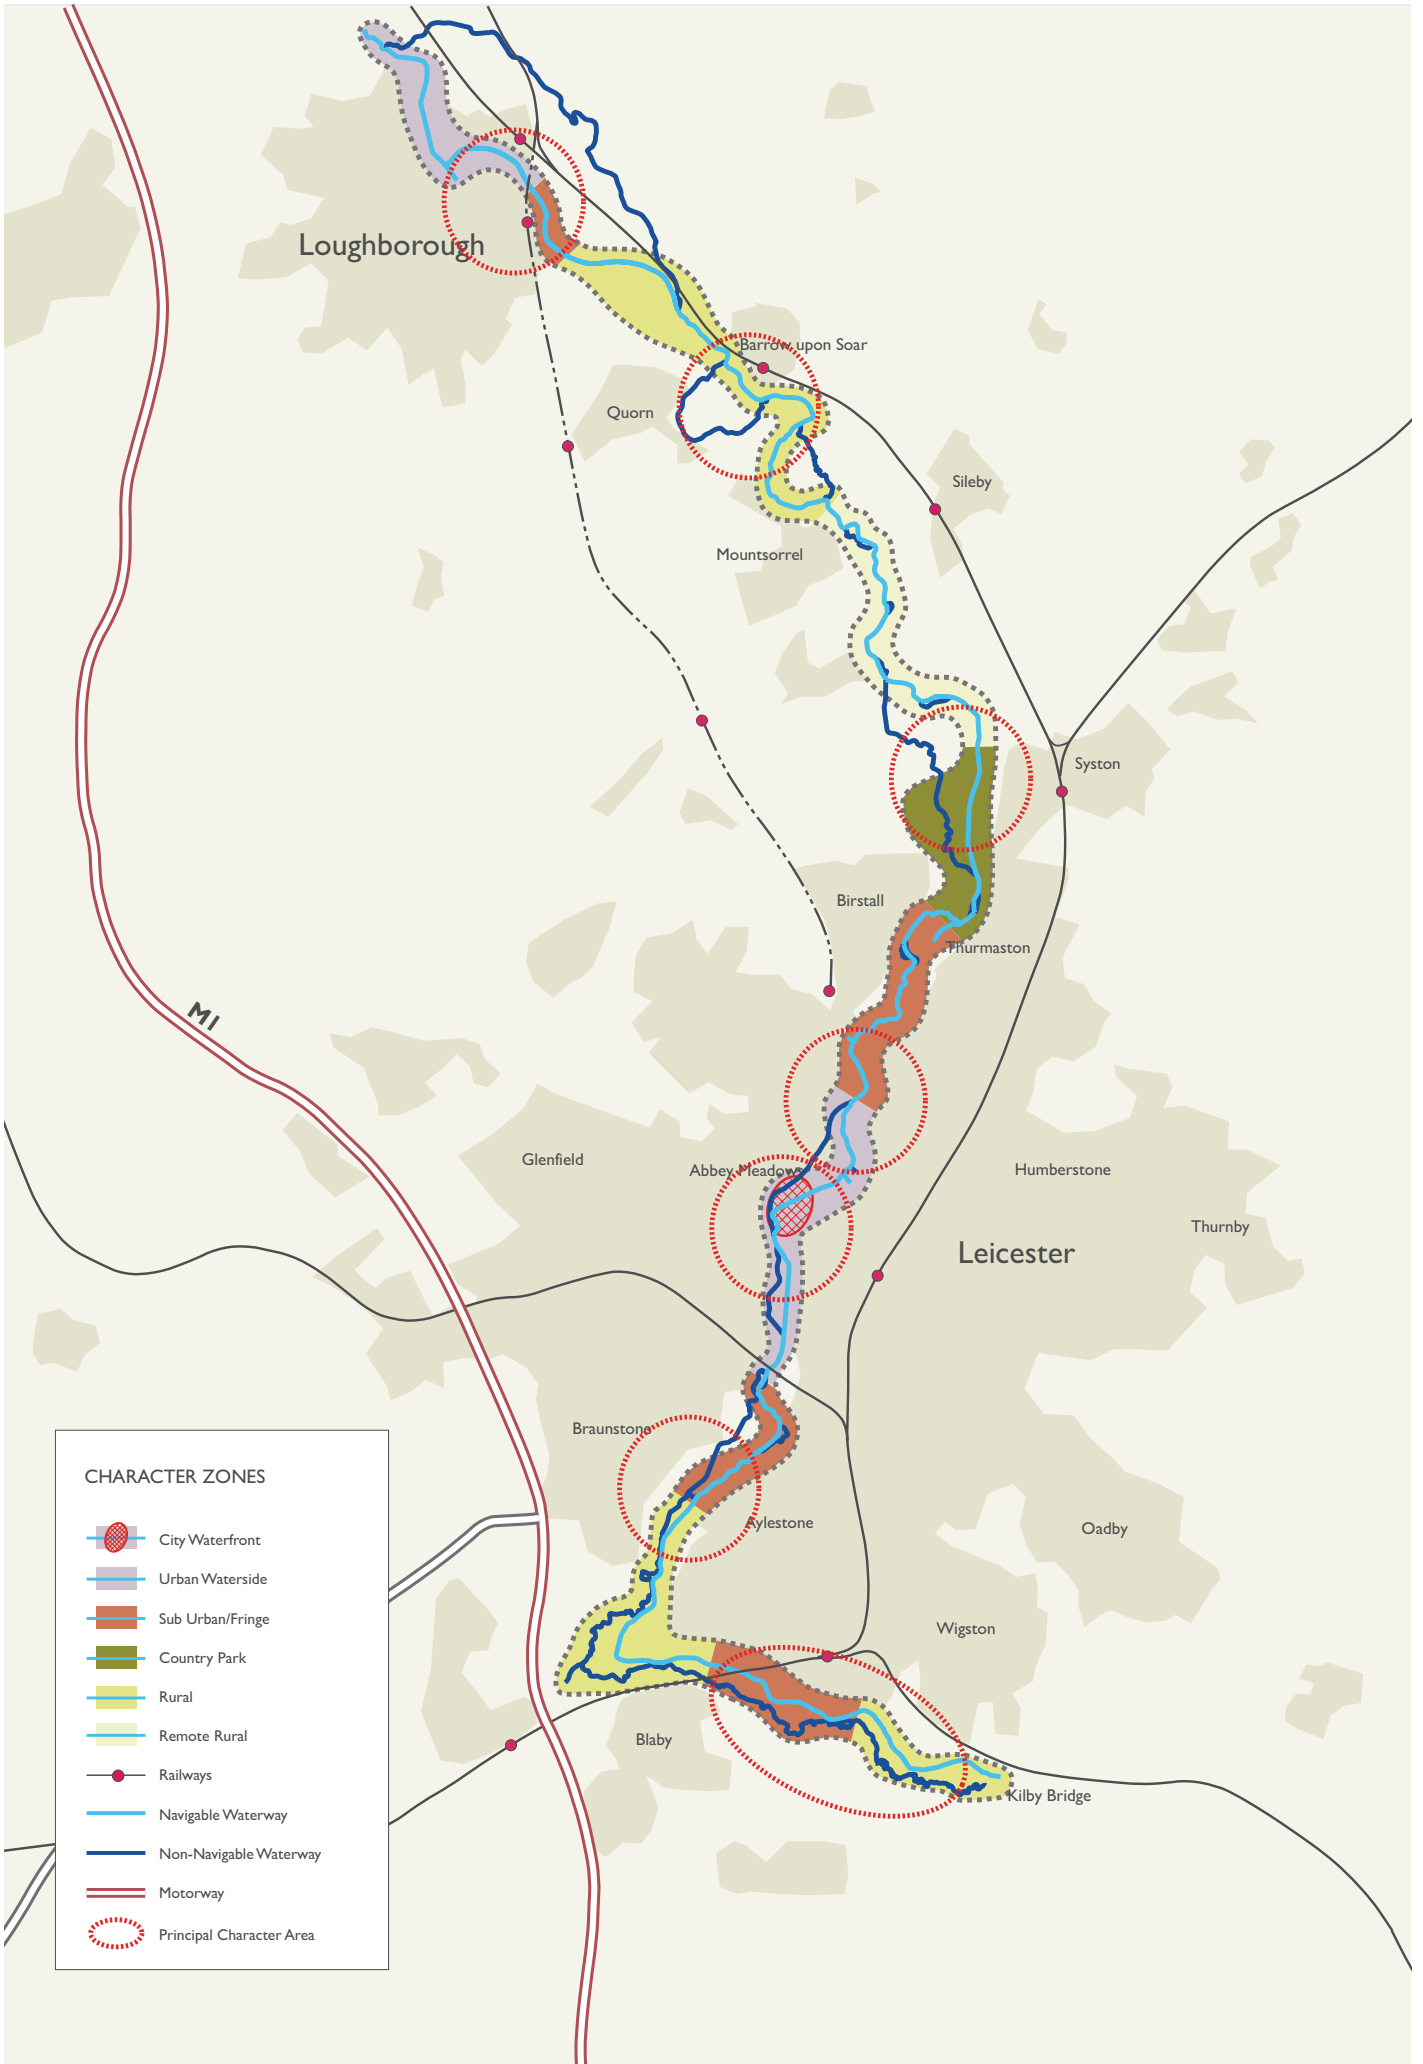 Loughborough
Barrow upon Soar
Quorn
Sileby
Mountsorrel
Syston
Birstall
Thurmaston
M1
Glenfield
Abbey Meadows
Humberstone
Thurnby
Leicester
Braunstone
Aylestone
Oadby
Wigston
Blaby
Kilby Bridge
CHARACTER ZONES
City Waterfront
Urban Waterside
Sub Urban/Fringe
Country Park
Rural
Remote Rural
Railways
Navigable Waterway
Non-Navigable Waterway
Motorway
Principal Character Area